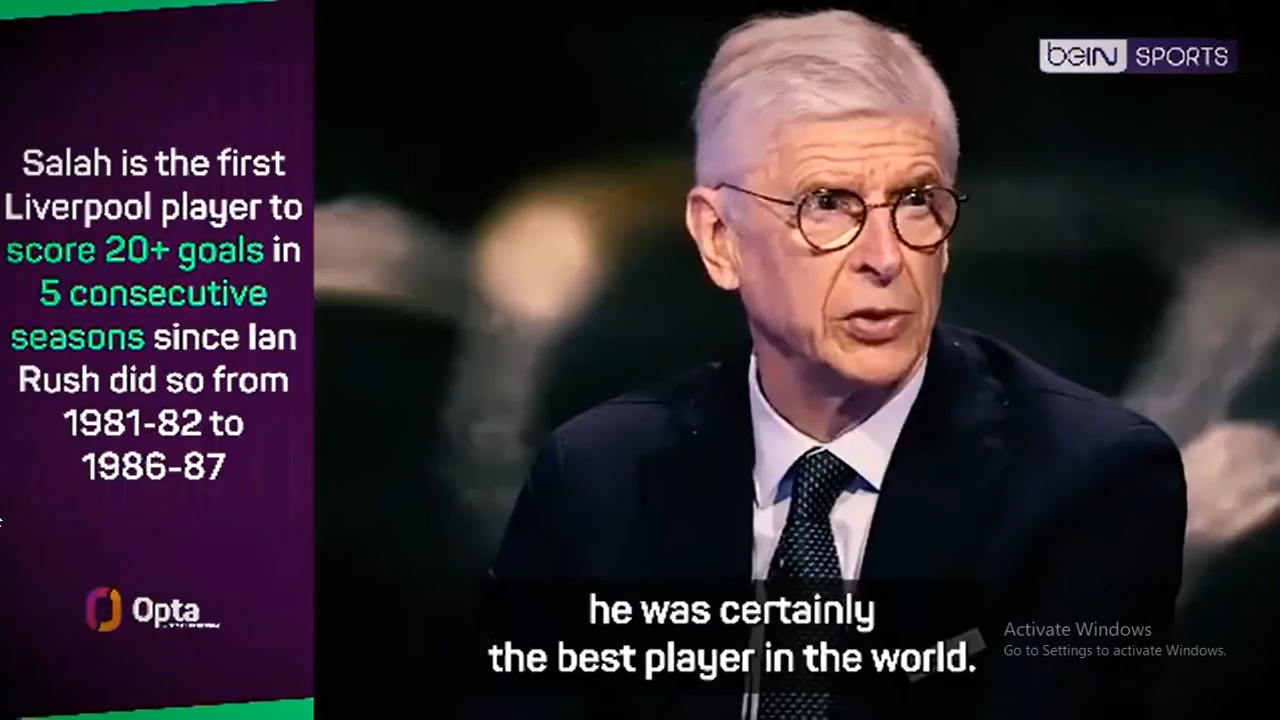 beIN SPORTS
Salah is the first
Liverpool player to
score 20+ goals in
5 consecutive
seasons since Ian
Rush did so from
1981-82 to
1986-87
Opta
he was certainly
the best player in the world.
Activate Windows
Go to Settings to activate Windows.